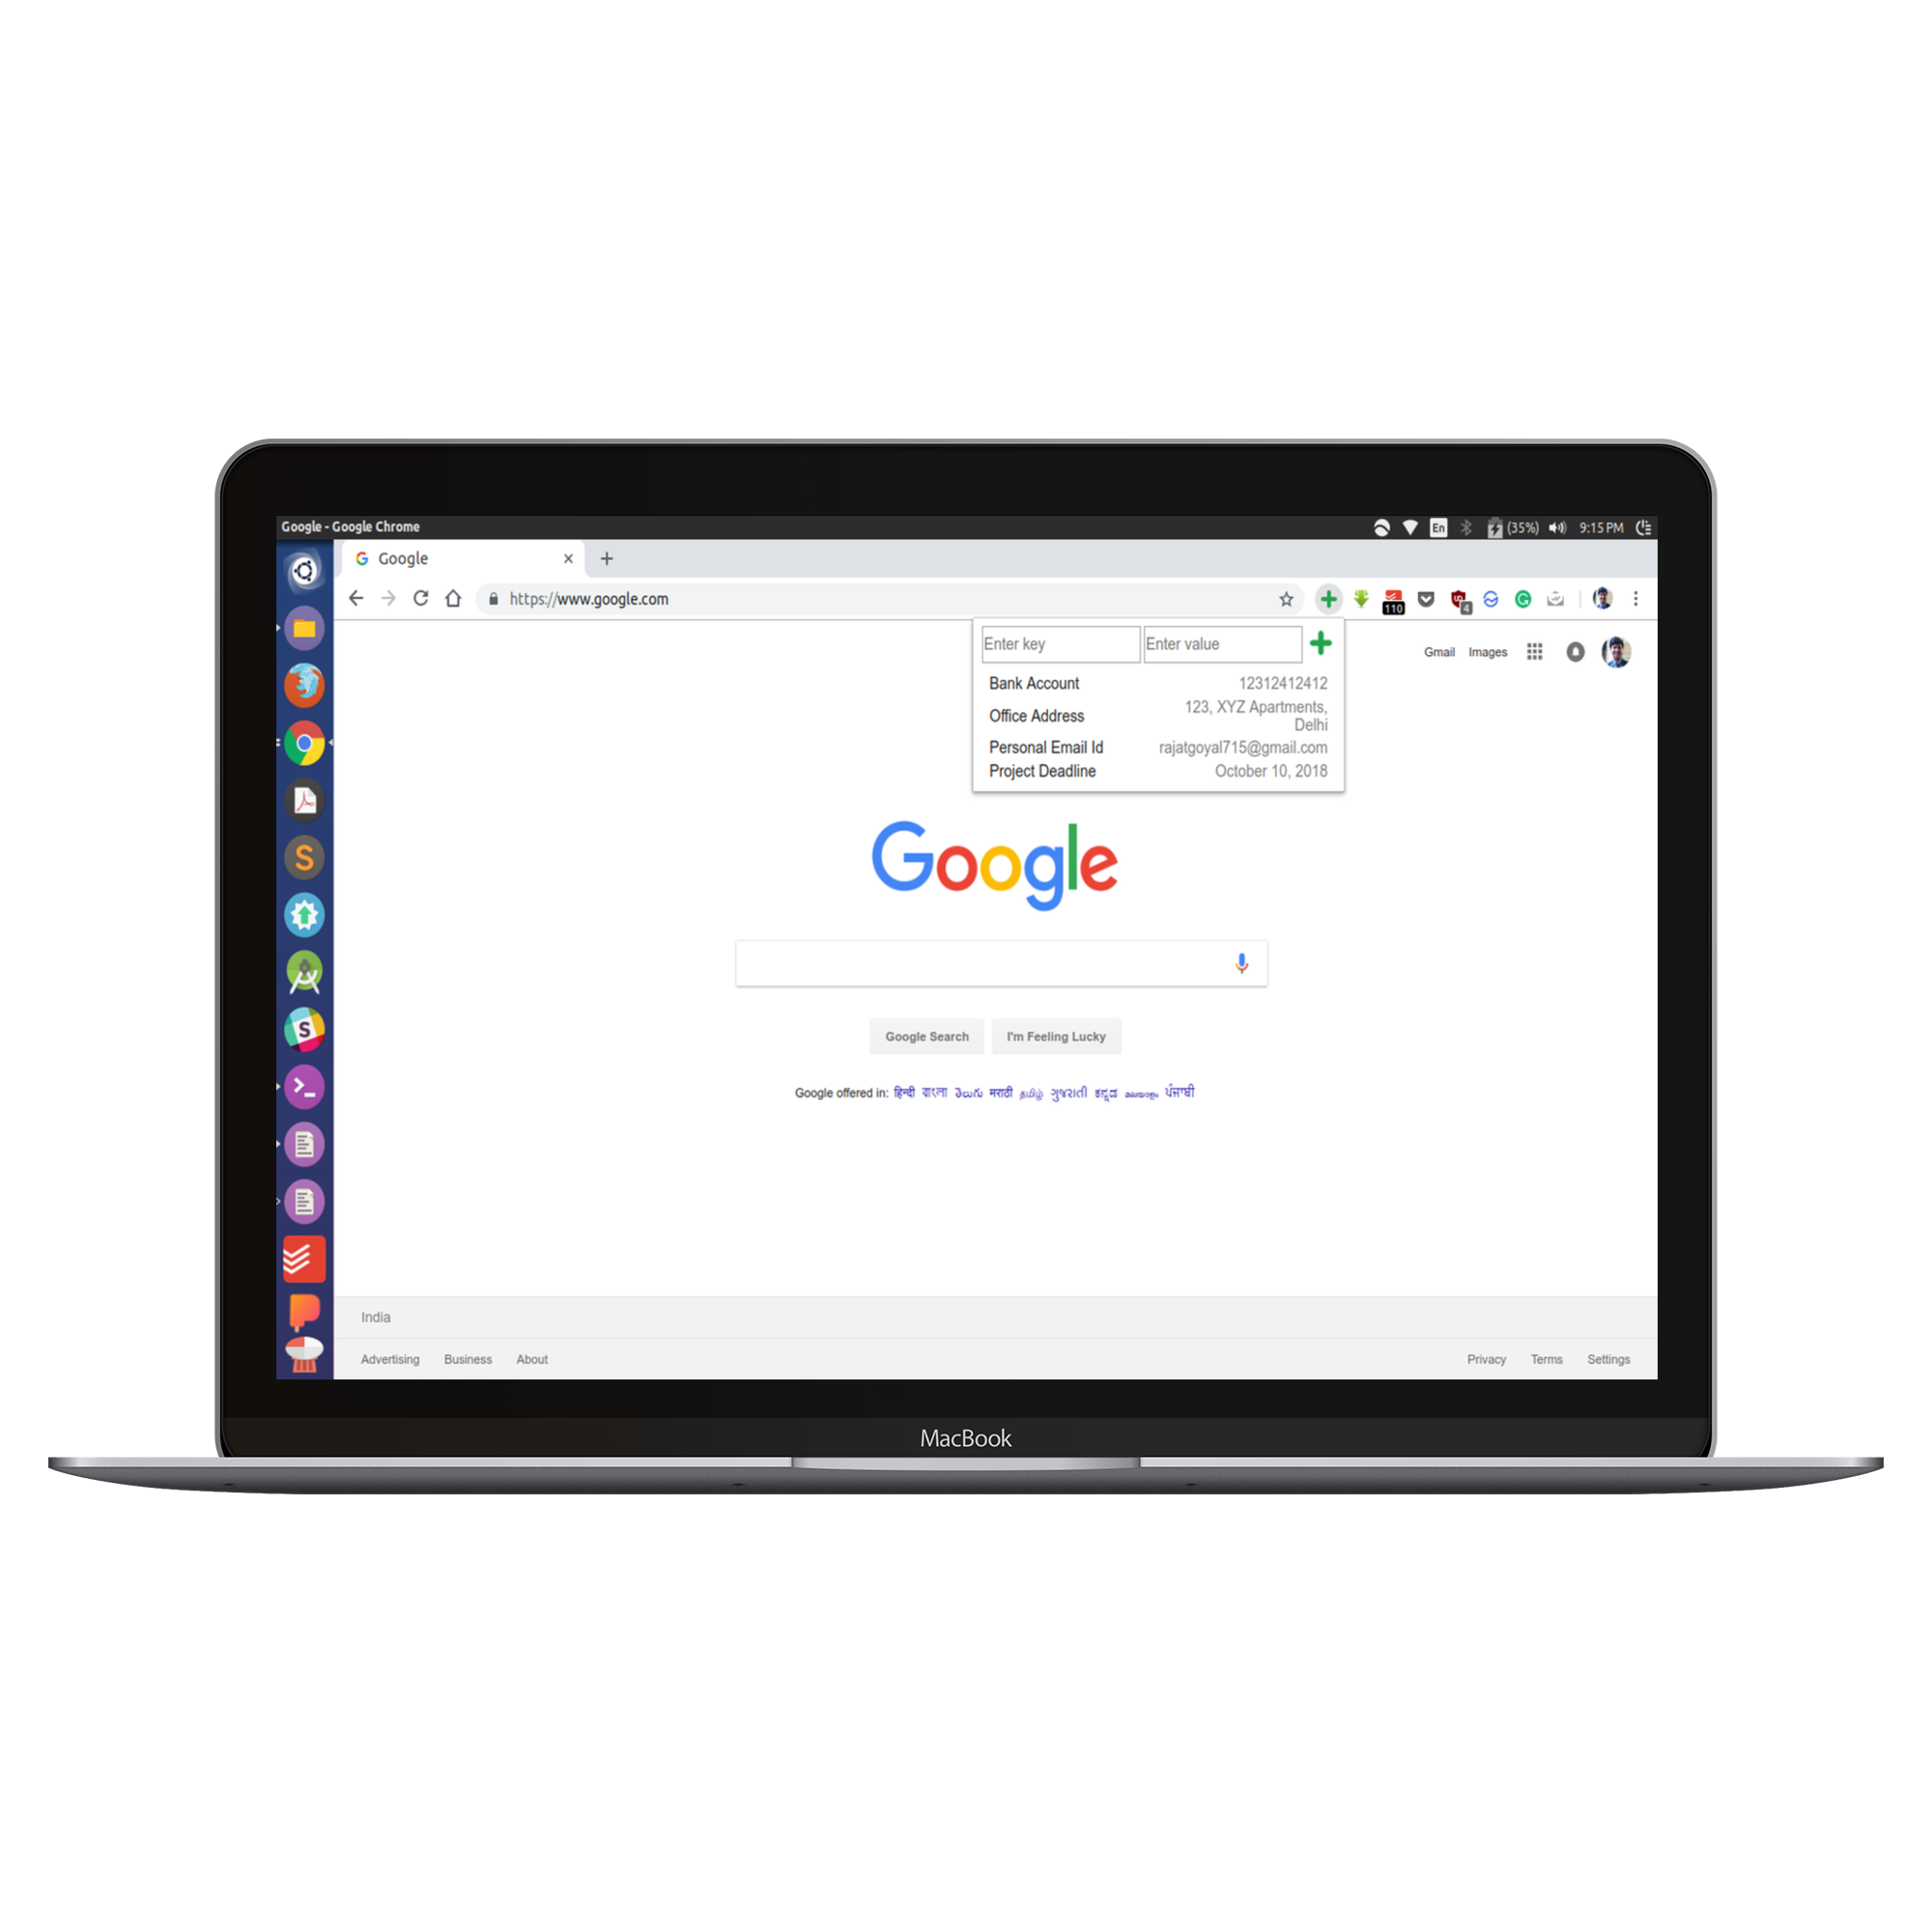 Google - Google Chrome
En (35%) 9:15 PM
Google
https://www.google.com
110
4
Enter key Enter value
Gmail Images
Bank Account 12312412412
Office Address 123, XYZ Apartments,
Delhi
Personal Email Id rajatgoyal715@gmail.com
Project Deadline October 10, 2018
Google
Google Search I'm Feeling Lucky
Google offered in: हिन्दी বাংলা తెలుగు मराठी தமிழ் ગુજરાતી ಕನ್ನಡ മലയാളം ਪੰਜਾਬੀ
S
S
India
Advertising Business About Privacy Terms Settings
MacBook